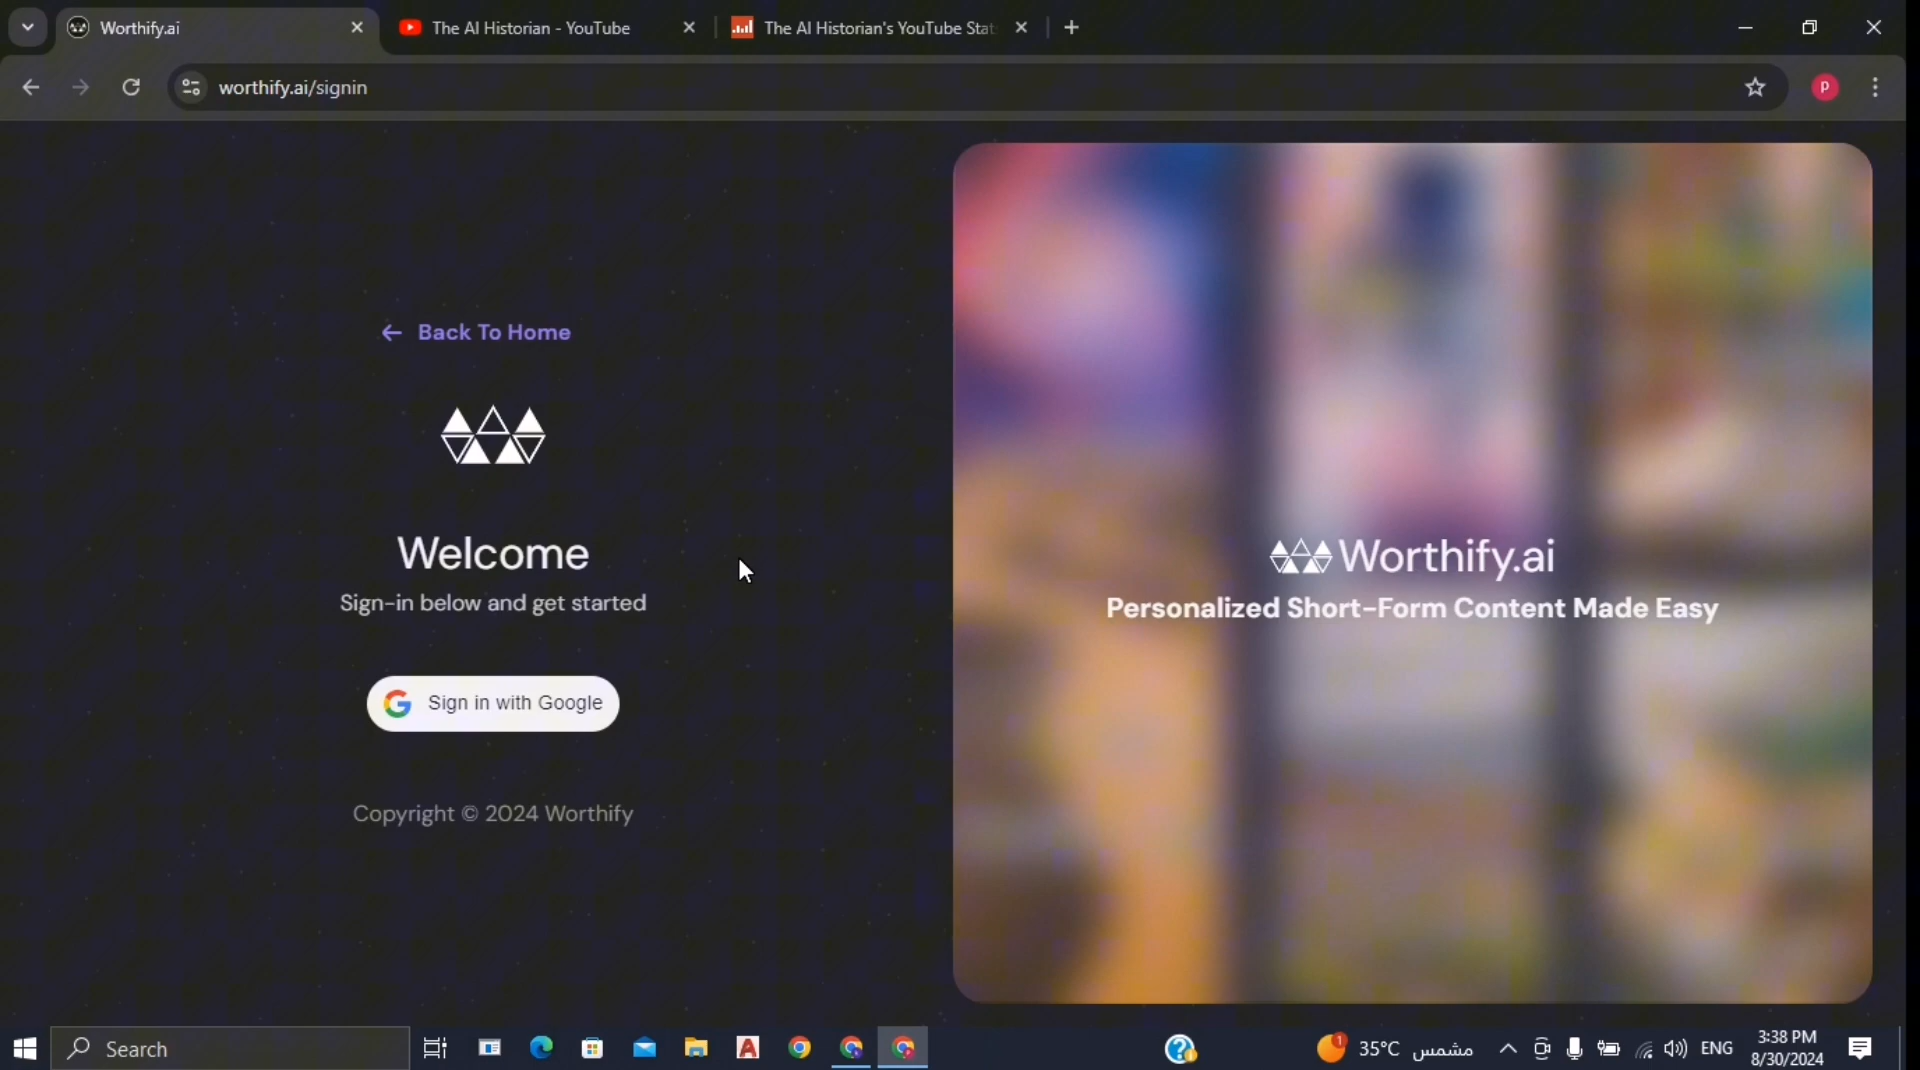 Worthify.ai
The AI Historian - YouTube
The AI Historian's YouTube Stat
worthify.ai/signin
P
Back To Home
Welcome
Sign-in below and get started
Sign in with Google
Copyright © 2024 Worthify
Worthify.ai
Personalized Short-Form Content Made Easy
Search
1
35°C مشمس
ENG
3:38 PM
8/30/2024